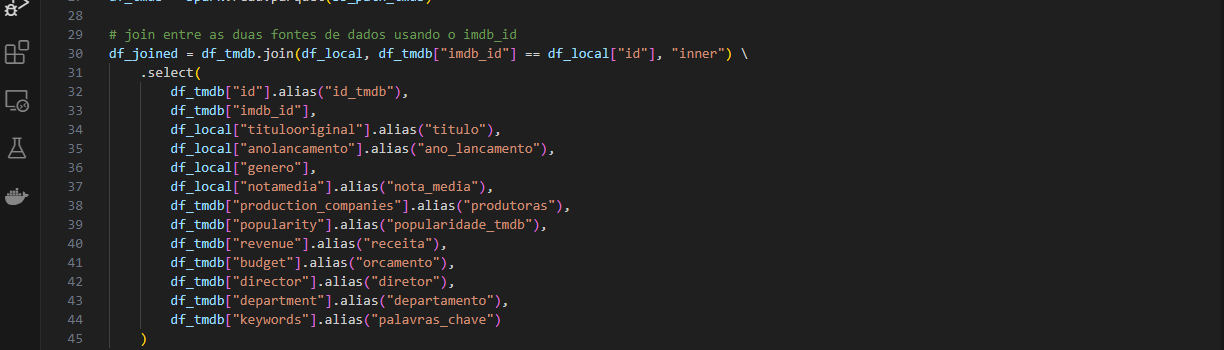 28
29 # join entre as duas fontes de dados usando o imdb_id
30 df_joined = df_tmdb.join(df_local, df_tmdb["imdb_id"] == df_local["id"], "inner") \
31     .select(
32         df_tmdb["id"].alias("id_tmdb"),
33         df_tmdb["imdb_id"],
34         df_local["titulooriginal"].alias("titulo"),
35         df_local["anolancamento"].alias("ano_lancamento"),
36         df_local["genero"],
37         df_local["notamedia"].alias("nota_media"),
38         df_tmdb["production_companies"].alias("produtoras"),
39         df_tmdb["popularity"].alias("popularidade_tmdb"),
40         df_tmdb["revenue"].alias("receita"),
41         df_tmdb["budget"].alias("orcamento"),
42         df_tmdb["director"].alias("diretor"),
43         df_tmdb["department"].alias("departamento"),
44         df_tmdb["keywords"].alias("palavras_chave")
45     )